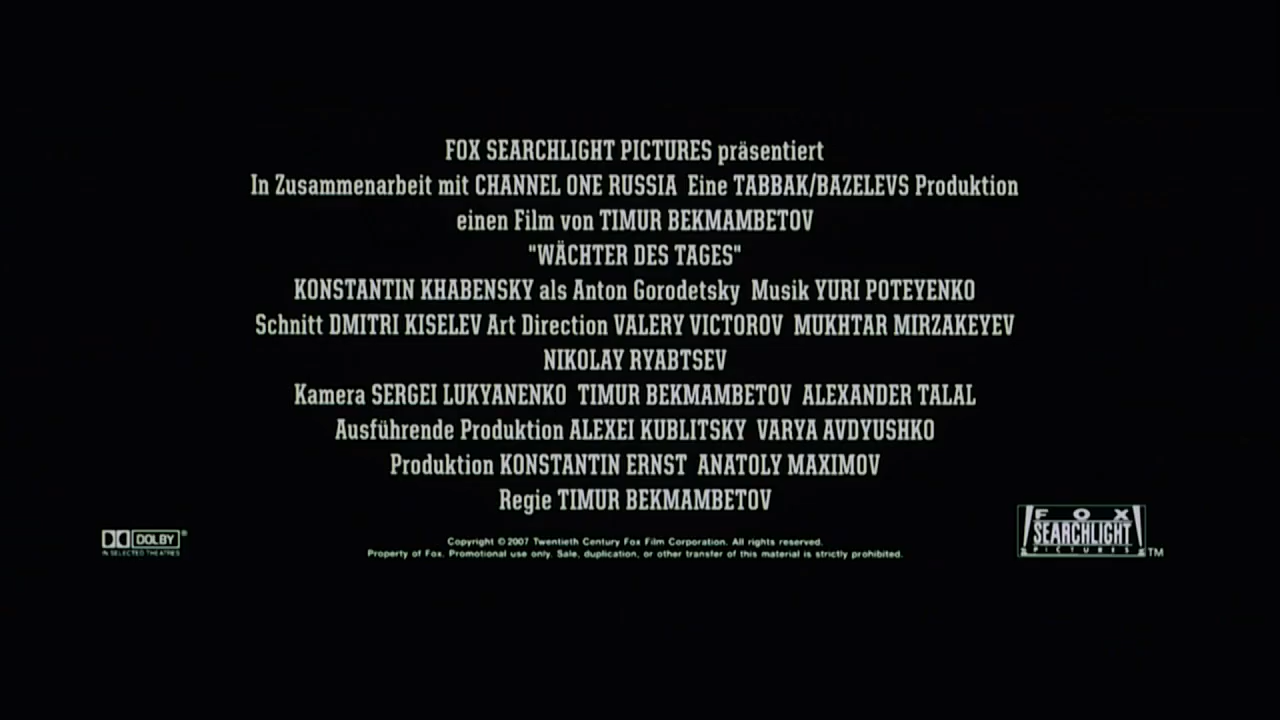 FOX SEARCHLIGHT PICTURES präsentiert
In Zusammenarbeit mit CHANNEL ONE RUSSIA Eine TABBAK/BAZELEVS Produktion
einen Film von TIMUR BEKMAMBETOV
"WÄCHTER DES TAGES"
KONSTANTIN KHABENSKY als Anton Gorodetsky Musik YURI POTEYENKO
Schnitt DMITRI KISELEV Art Direction VALERY VICTOROV MUKHTAR MIRZAKEYEV
NIKOLAY RYABTSEV
Kamera SERGEI LUKYANENKO TIMUR BEKMAMBETOV ALEXANDER TALAL
Ausführende Produktion ALEXEI KUBLITSKY VARYA AVDYUSHKO
Produktion KONSTANTIN ERNST ANATOLY MAXIMOV
Regie TIMUR BEKMAMBETOV
DOLBY®
IN SELECTED THEATRES
Copyright © 2007 Twentieth Century Fox Film Corporation. All rights reserved.
Property of Fox. Promotional use only. Sale, duplication, or other transfer of this material is strictly prohibited.
FOX
SEARCHLIGHT
PICTURES TM